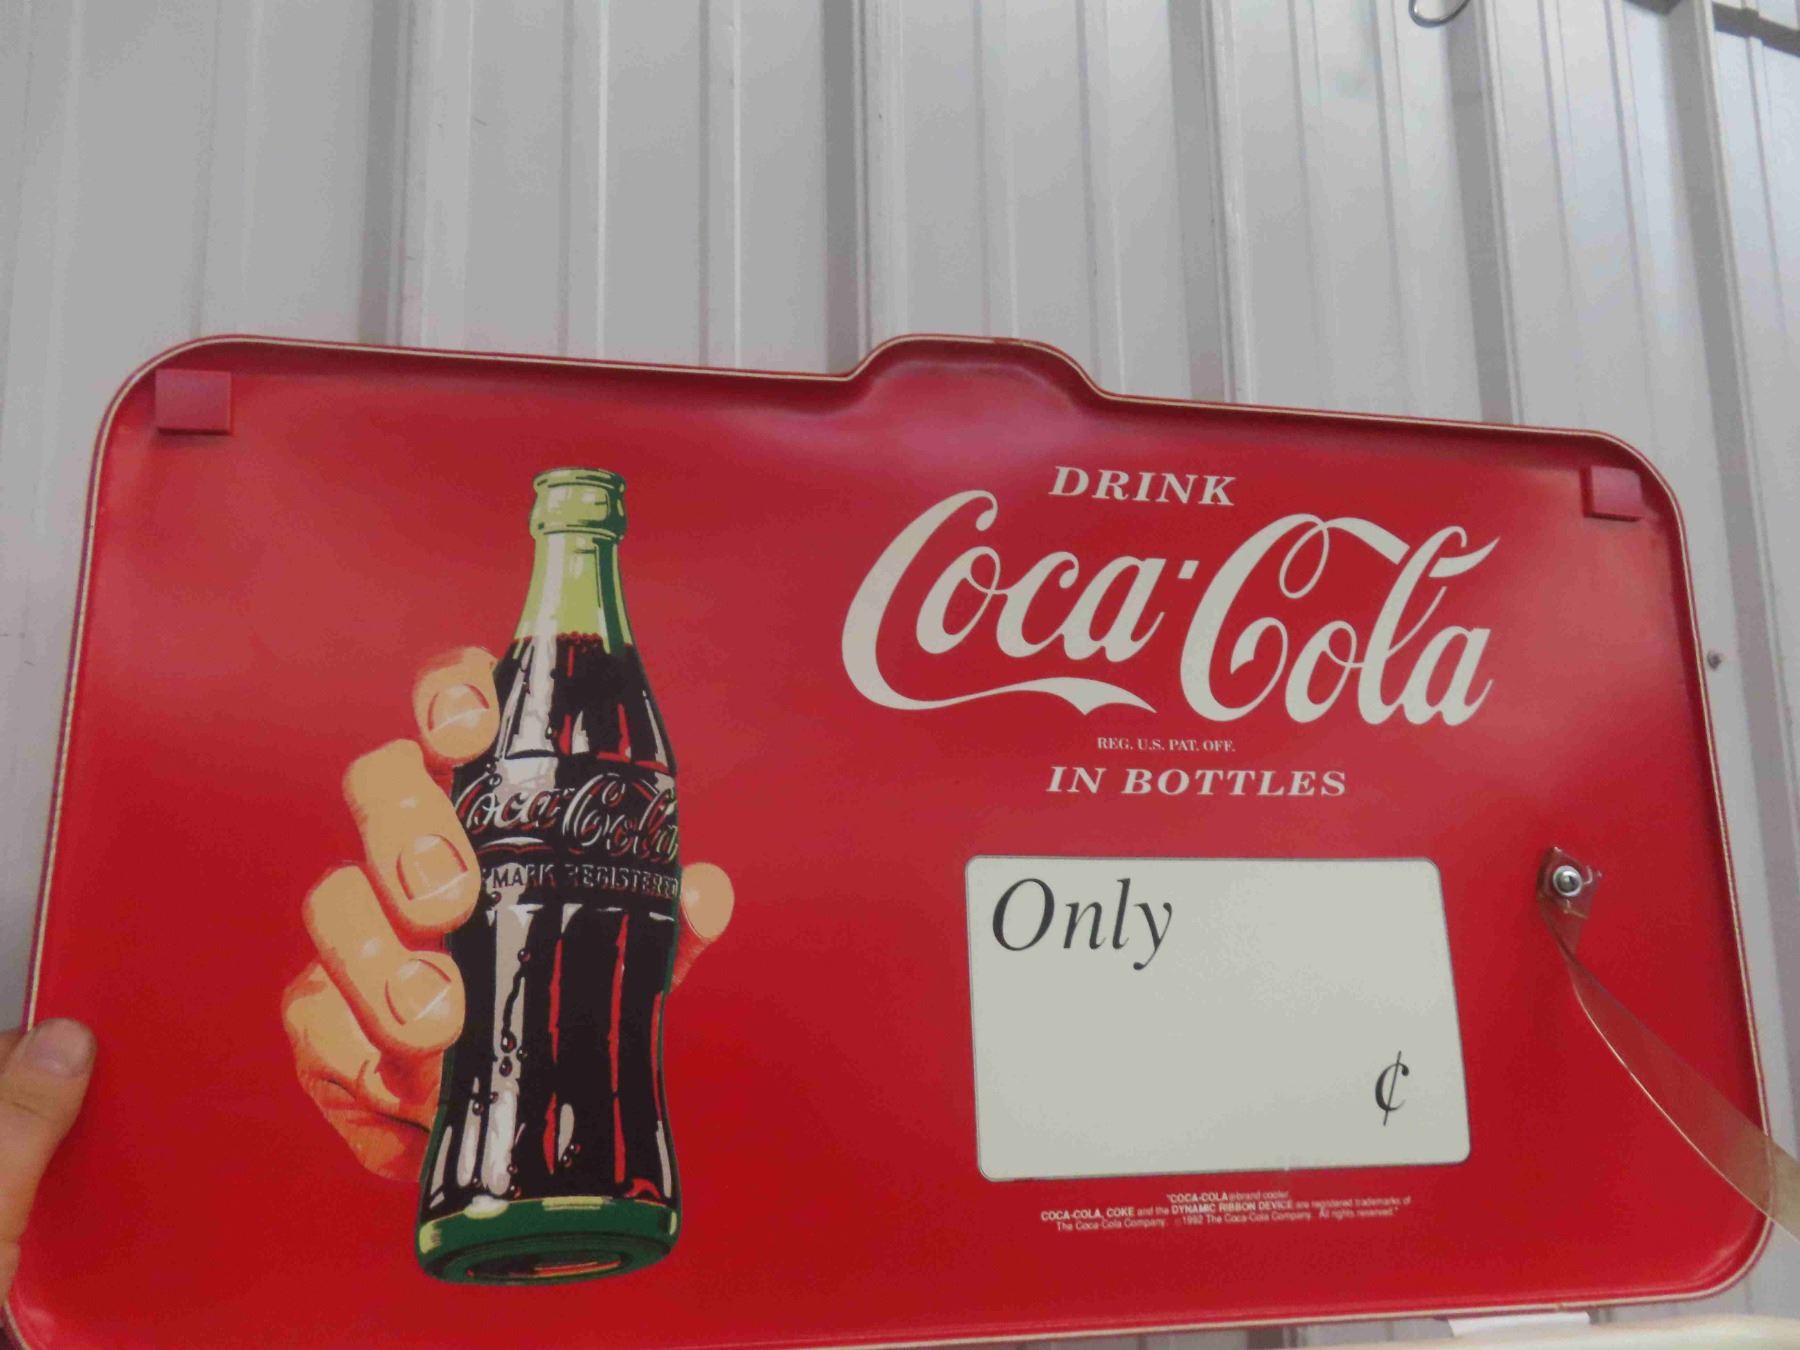 DRINK
Coca-Cola
REG. U.S. PAT. OFF.
IN BOTTLES
Coca-Cola
MARK REGISTERED
Only
¢
"COCA-COLA® brand cooler
COCA-COLA, COKE and the DYNAMIC RIBBON DEVICE are registered trademarks of
The Coca-Cola Company. ©1992 The Coca-Cola Company. All rights reserved."